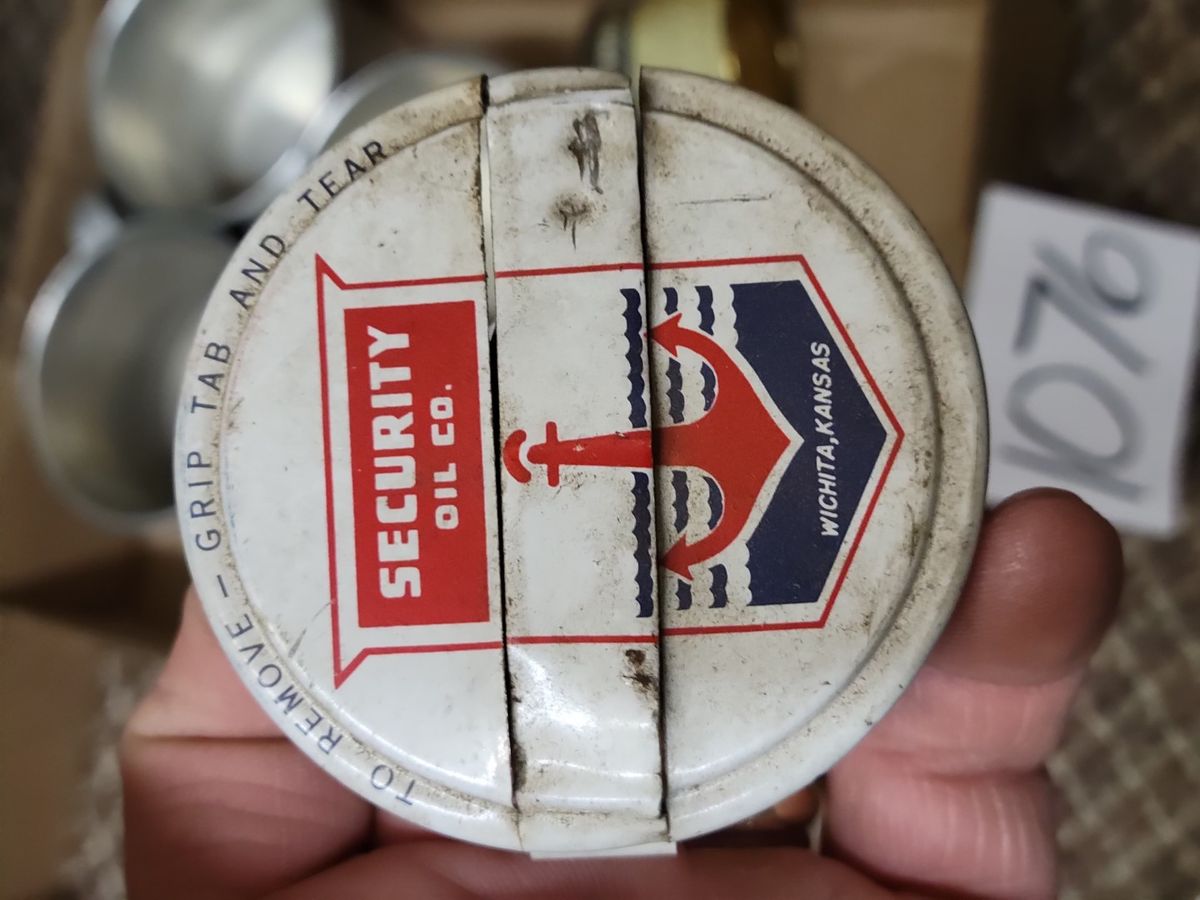 TO REMOVE – GRIP TAB AND TEAR
SECURITY
OIL CO.
WICHITA, KANSAS
1076